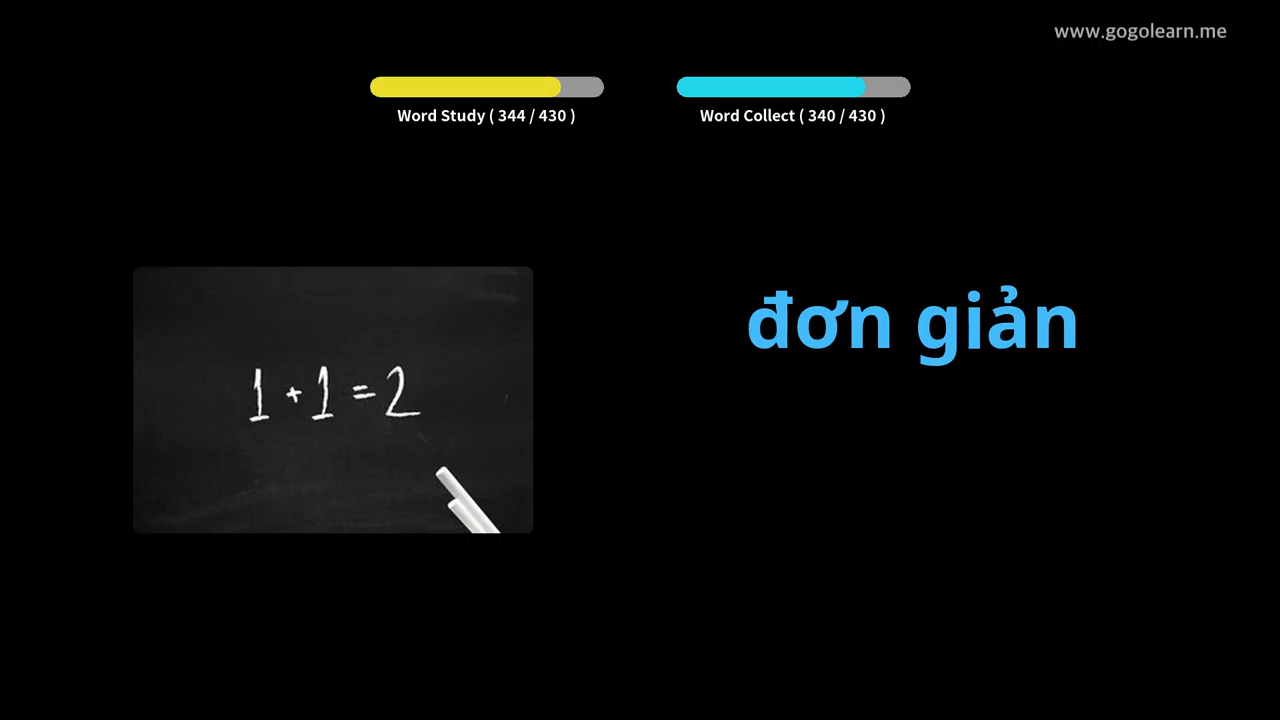 www.gogolearn.me
Word Study ( 344 / 430 )
Word Collect ( 340 / 430 )
đơn giản
1 + 1 = 2